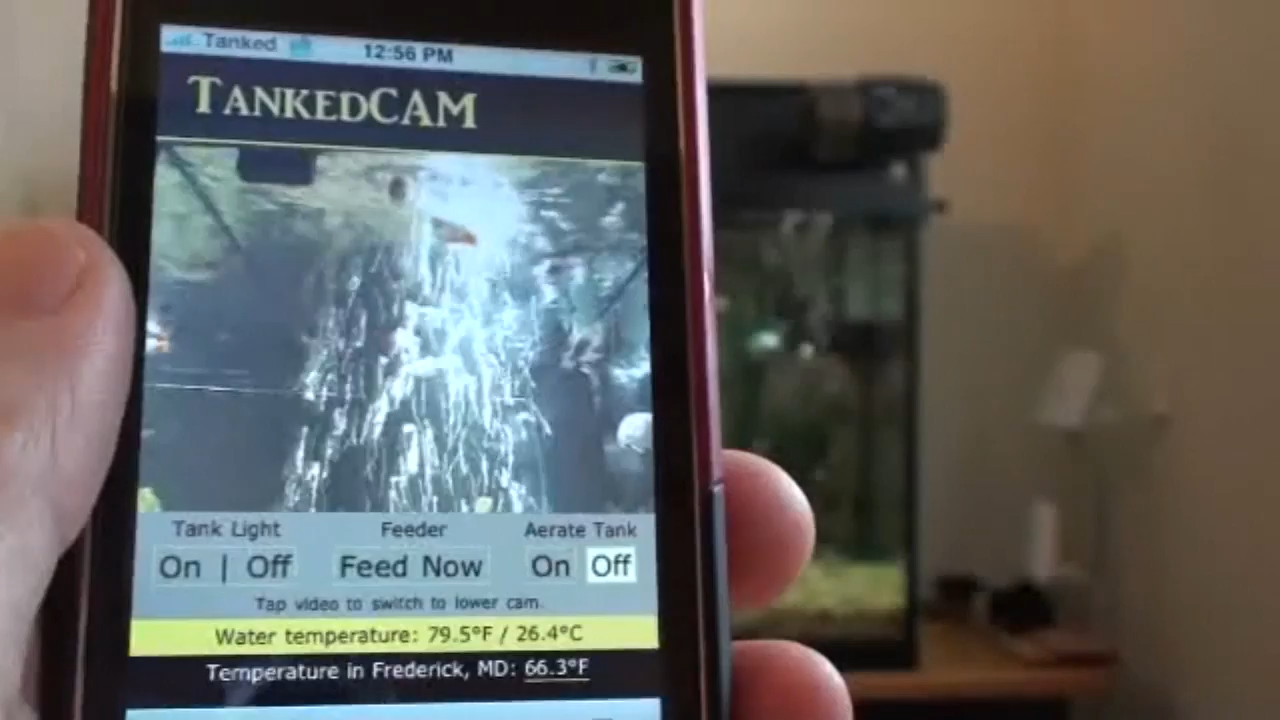 Tanked 12:56 PM
TANKEDCAM
Tank Light Feeder Aerate Tank
On | Off Feed Now On Off
Tap video to switch to lower cam.
Water temperature: 79.5°F / 26.4°C
Temperature in Frederick, MD: 66.3°F